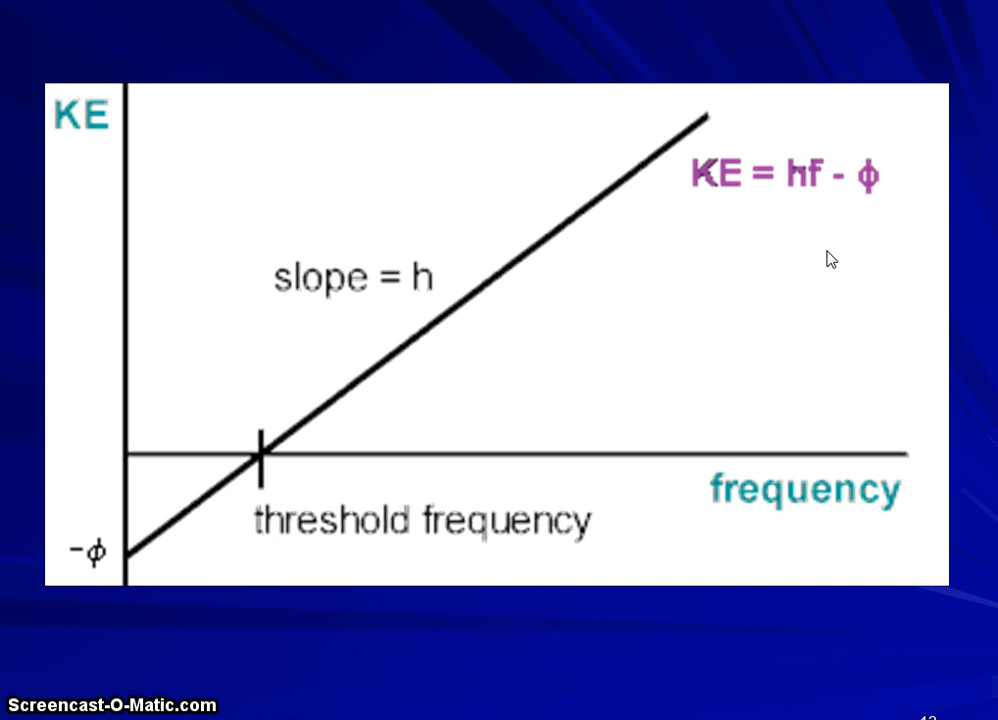 KE
KE = hf - ϕ
slope = h
frequency
threshold frequency
-ϕ
Screencast-O-Matic.com